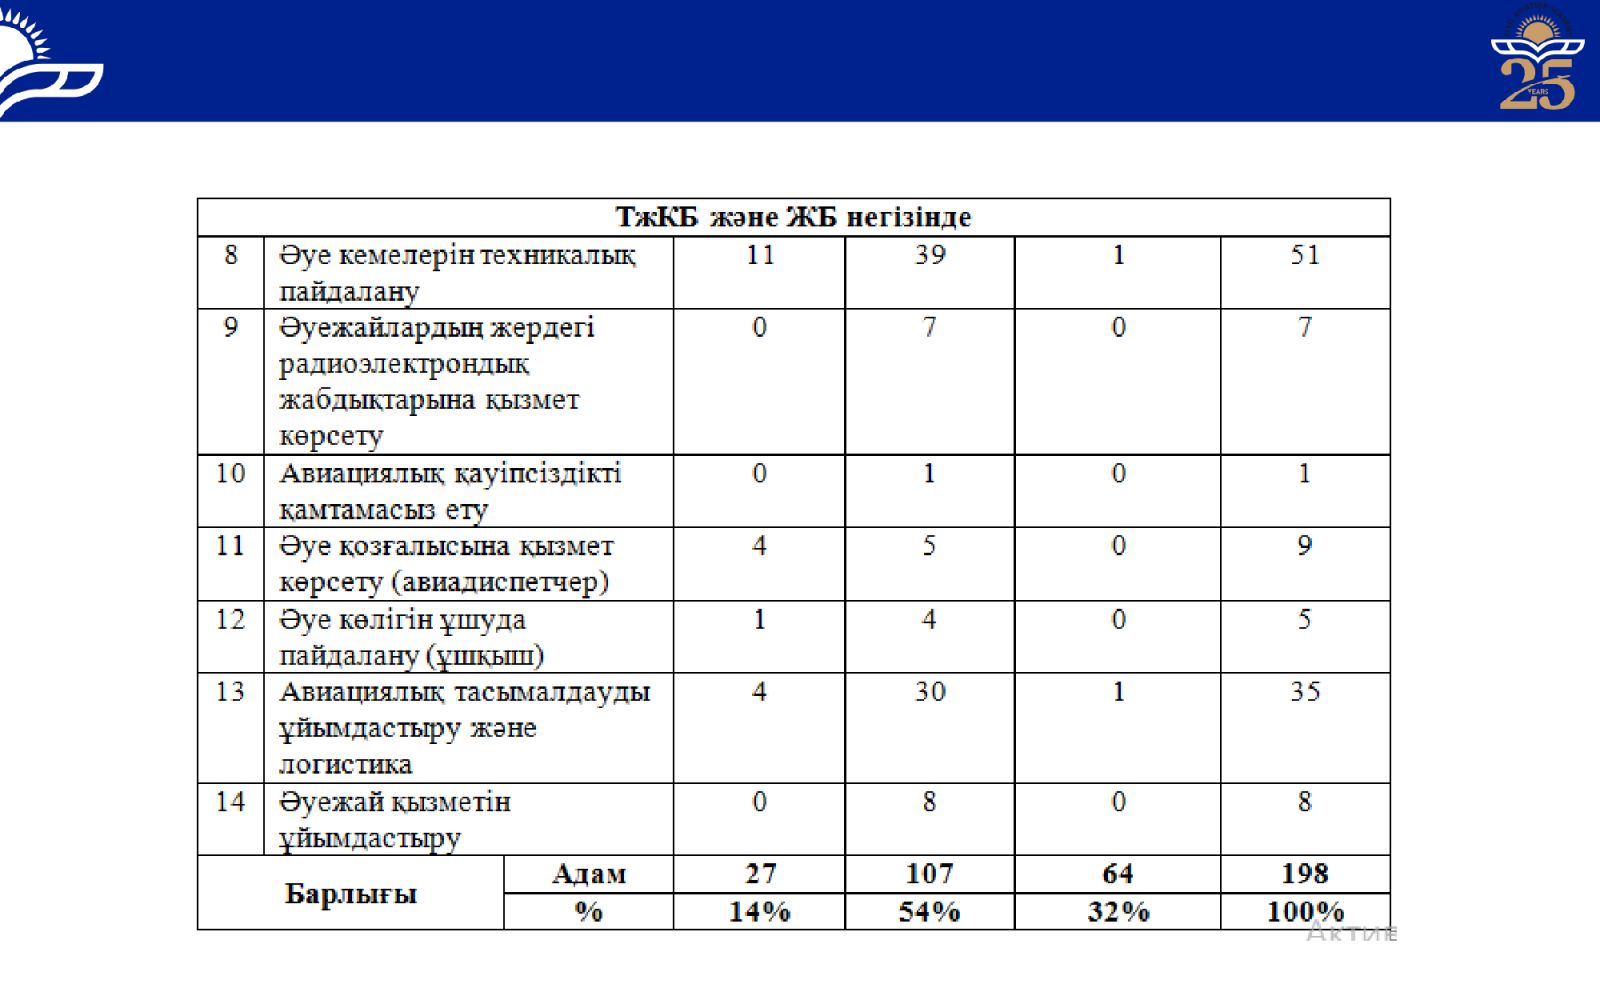 25
YEARS
ТжКБ және ЖБ негізінде
8 Әуе кемелерін техникалық 11 39 1 51
пайдалану
9 Әуежайлардың жердегі 0 7 0 7
радиоэлектрондық
жабдықтарына қызмет
көрсету
10 Авиациялық қауіпсіздікті 0 1 0 1
қамтамасыз ету
11 Әуе қозғалысына қызмет 4 5 0 9
көрсету (авиадиспетчер)
12 Әуе көлігін ұшуда 1 4 0 5
пайдалану (ұшқыш)
13 Авиациялық тасымалдауды 4 30 1 35
ұйымдастыру және
логистика
14 Әуежай қызметін 0 8 0 8
ұйымдастыру
Барлығы Адам 27 107 64 198
% 14% 54% 32% 100%